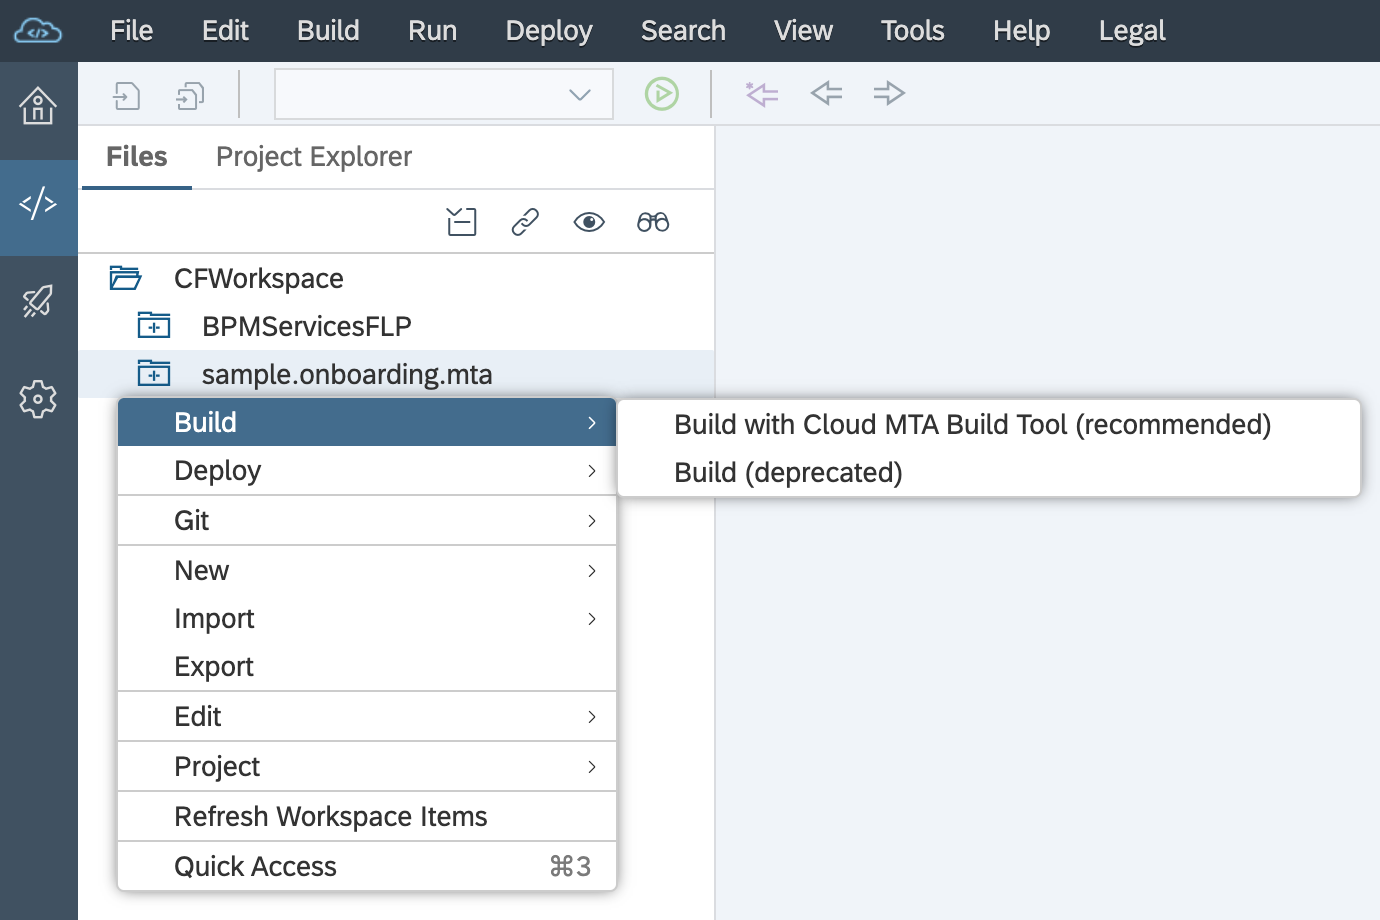 File Edit Build Run Deploy Search View Tools Help Legal
Files Project Explorer
CFWorkspace
BPMServicesFLP
sample.onboarding.mta
Build
Build with Cloud MTA Build Tool (recommended)
Deploy
Build (deprecated)
Git
New
Import
Export
Edit
Project
Refresh Workspace Items
Quick Access ⌘3